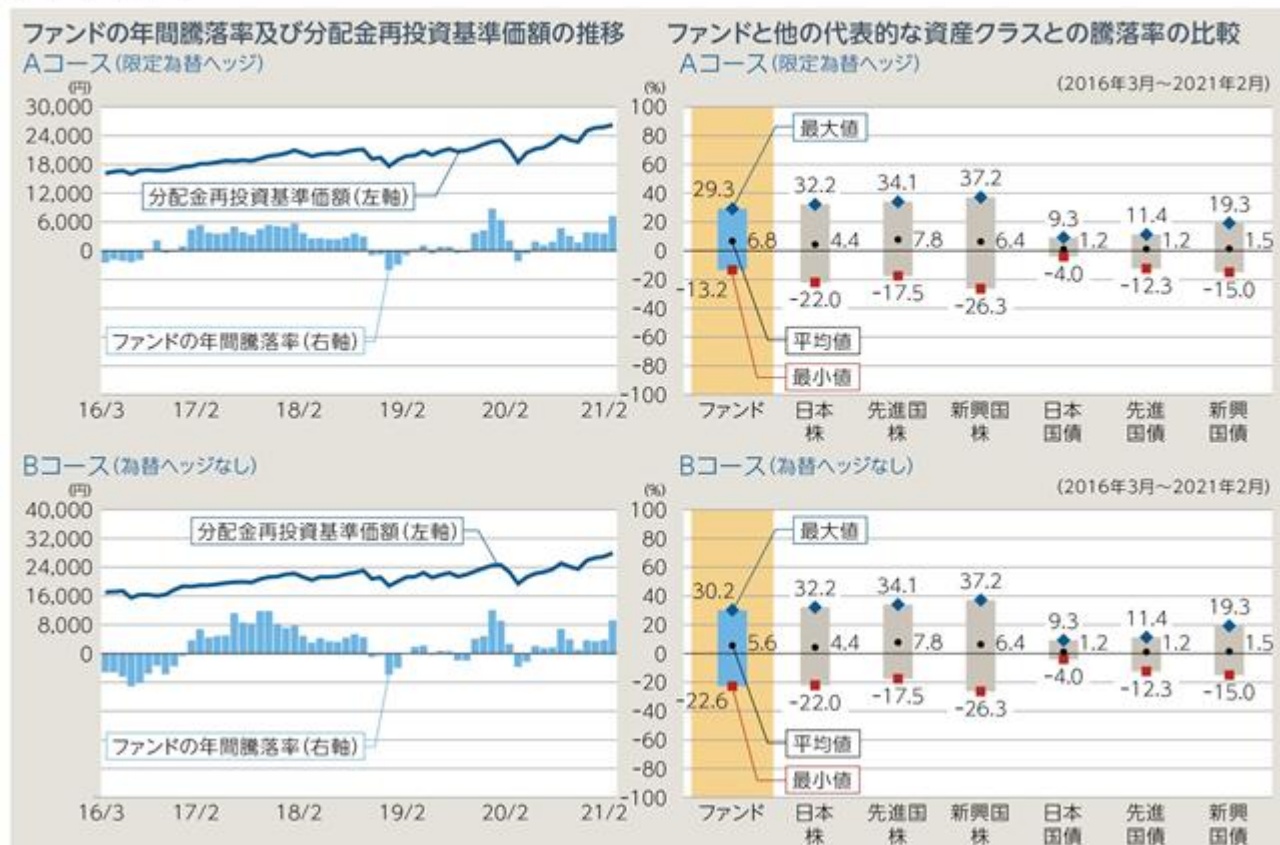 ファンドの年間騰落率及び分配金再投資基準価額の推移
Aコース(限定為替ヘッジ)
(円)
30,000
24,000
18,000
12,000
6,000
0
分配金再投資基準価額(左軸)
ファンドの年間騰落率(右軸)
16/3 17/2 18/2 19/2 20/2 21/2
ファンドと他の代表的な資産クラスとの騰落率の比較
Aコース(限定為替ヘッジ)
(2016年3月〜2021年2月)
(%)
100
80
60
40
20
0
-20
-40
-60
-80
-100
最大値
29.3 32.2 34.1 37.2 9.3 11.4 19.3
6.8 4.4 7.8 6.4 1.2 1.2 1.5
-13.2 -22.0 -17.5 -26.3 -4.0 -12.3 -15.0
平均値
最小値
ファンド 日本 先進国 新興国 日本 先進 新興
株 株 株 国債 国債 国債
Bコース(為替ヘッジなし)
(円)
40,000
32,000
24,000
16,000
8,000
0
分配金再投資基準価額(左軸)
ファンドの年間騰落率(右軸)
16/3 17/2 18/2 19/2 20/2 21/2
Bコース(為替ヘッジなし)
(2016年3月〜2021年2月)
(%)
100
80
60
40
20
0
-20
-40
-60
-80
-100
最大値
30.2 32.2 34.1 37.2 9.3 11.4 19.3
5.6 4.4 7.8 6.4 1.2 1.2 1.5
-22.6 -22.0 -17.5 -26.3 -4.0 -12.3 -15.0
平均値
最小値
ファンド 日本 先進国 新興国 日本 先進 新興
株 株 株 国債 国債 国債